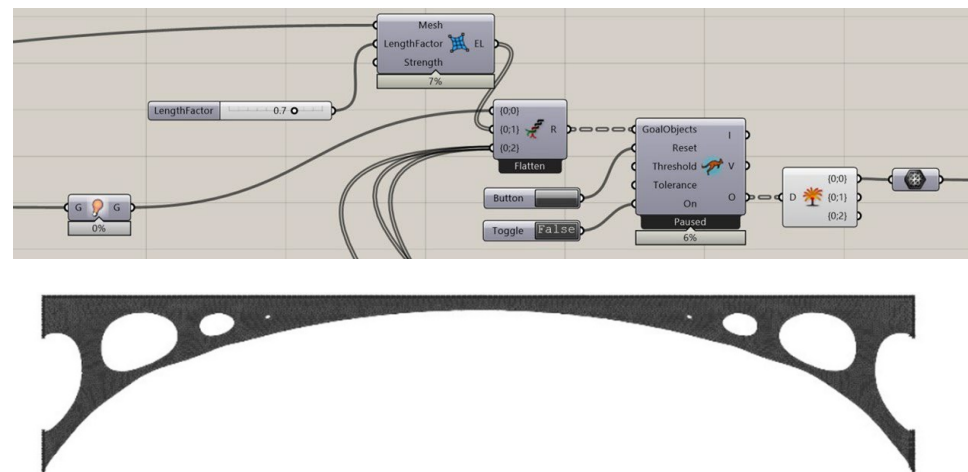 Mesh
LengthFactor EL
Strength
7%
LengthFactor 0.7
{0;0}
{0;1} R
{0;2}
Flatten
GoalObjects I
Reset
Threshold V
Tolerance
On O
Paused
6%
Button
Toggle False
G G
0%
D {0;0}
{0;1}
{0;2}